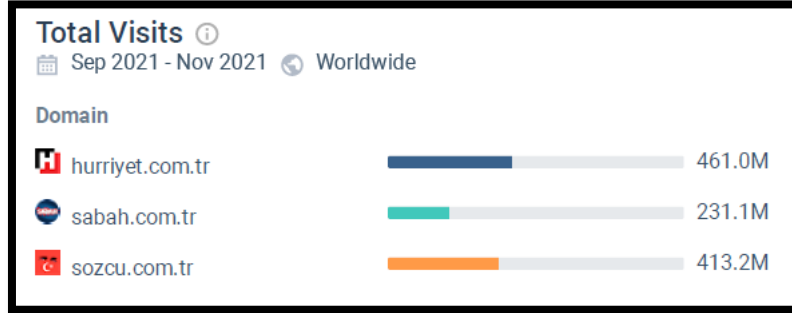 Total Visits
Sep 2021 - Nov 2021 Worldwide
Domain
hurriyet.com.tr 461.0M
sabah.com.tr 231.1M
sozcu.com.tr 413.2M